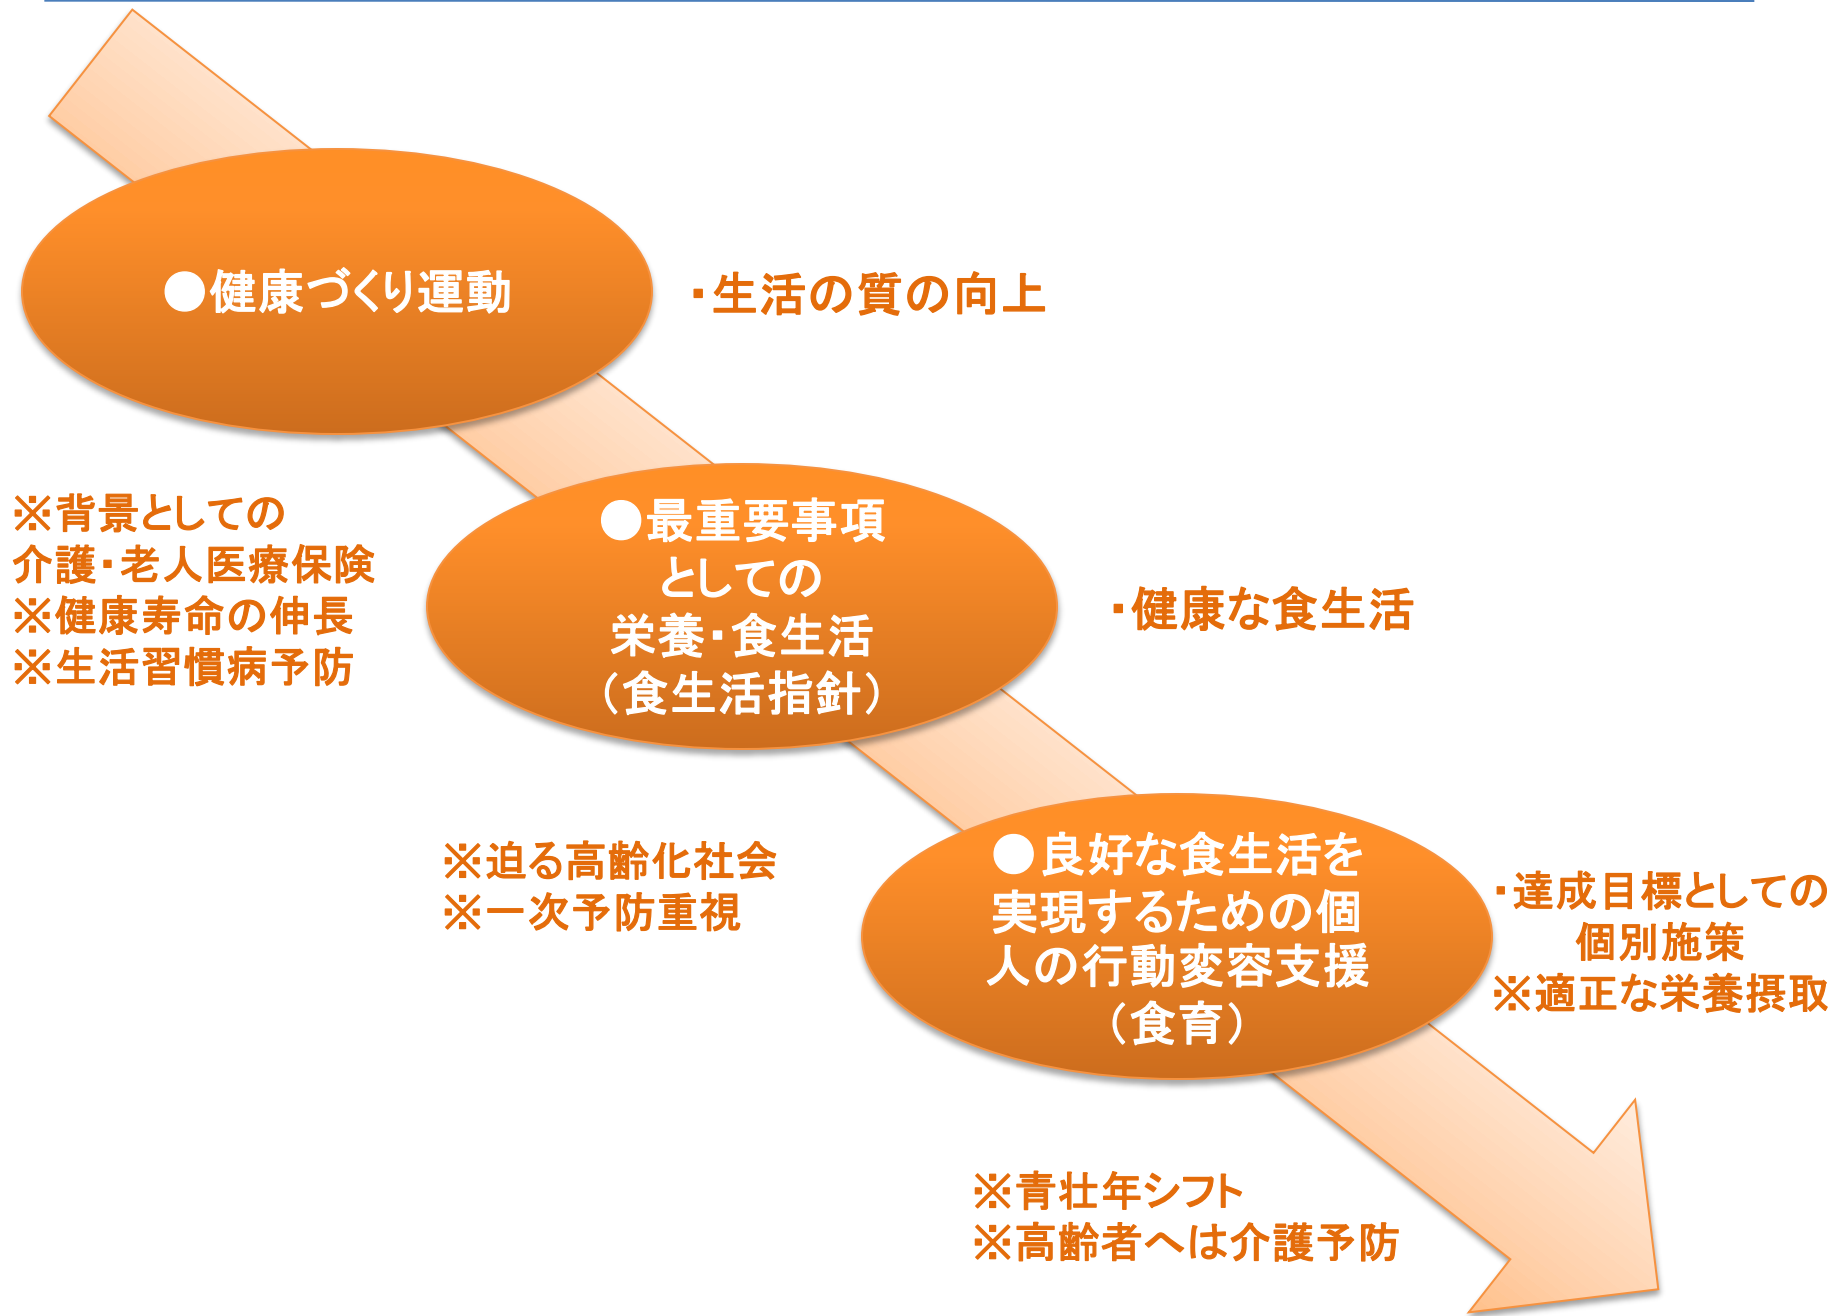 ●健康づくり運動
・生活の質の向上
※背景としての
介護・老人医療保険
※健康寿命の伸長
※生活習慣病予防
●最重要事項
としての
栄養・食生活
（食生活指針）
・健康な食生活
※迫る高齢化社会
※一次予防重視
●良好な食生活を
実現するための個
人の行動変容支援
（食育）
・達成目標としての
個別施策
※適正な栄養摂取
※青壮年シフト
※高齢者へは介護予防